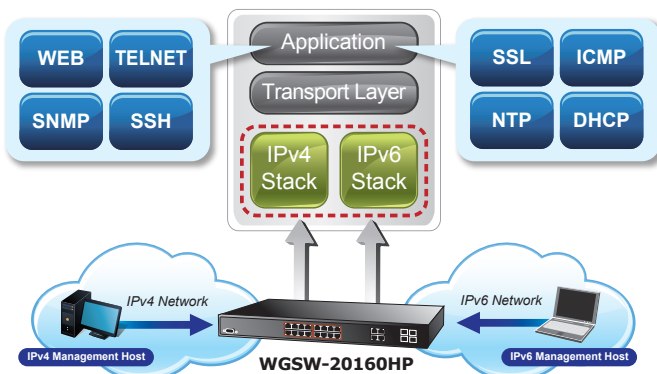 WEB
TELNET
SNMP
SSH
Application
Transport Layer
IPv4
Stack
IPv6
Stack
SSL
ICMP
NTP
DHCP
IPv4 Network
IPv6 Network
IPv4 Management Host
IPv6 Management Host
WGSW-20160HP